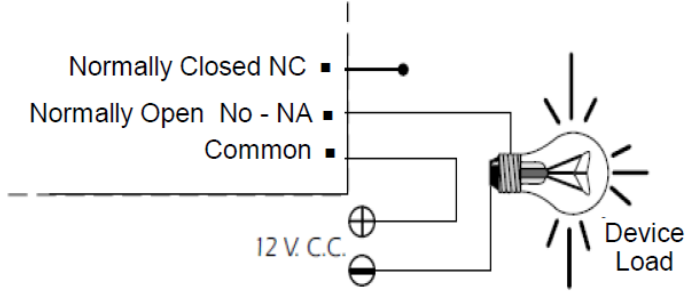 Normally Closed NC
Normally Open No - NA
Common
12 V. C.C.
Device
Load